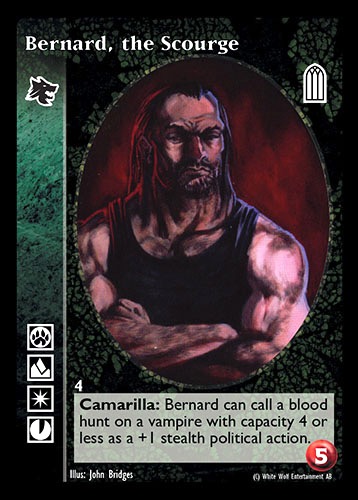 Bernard, the Scourge
4
Camarilla: Bernard can call a blood
hunt on a vampire with capacity 4 or
less as a +1 stealth political action.
5
Illus: John Bridges
(C) White Wolf Entertainment AB